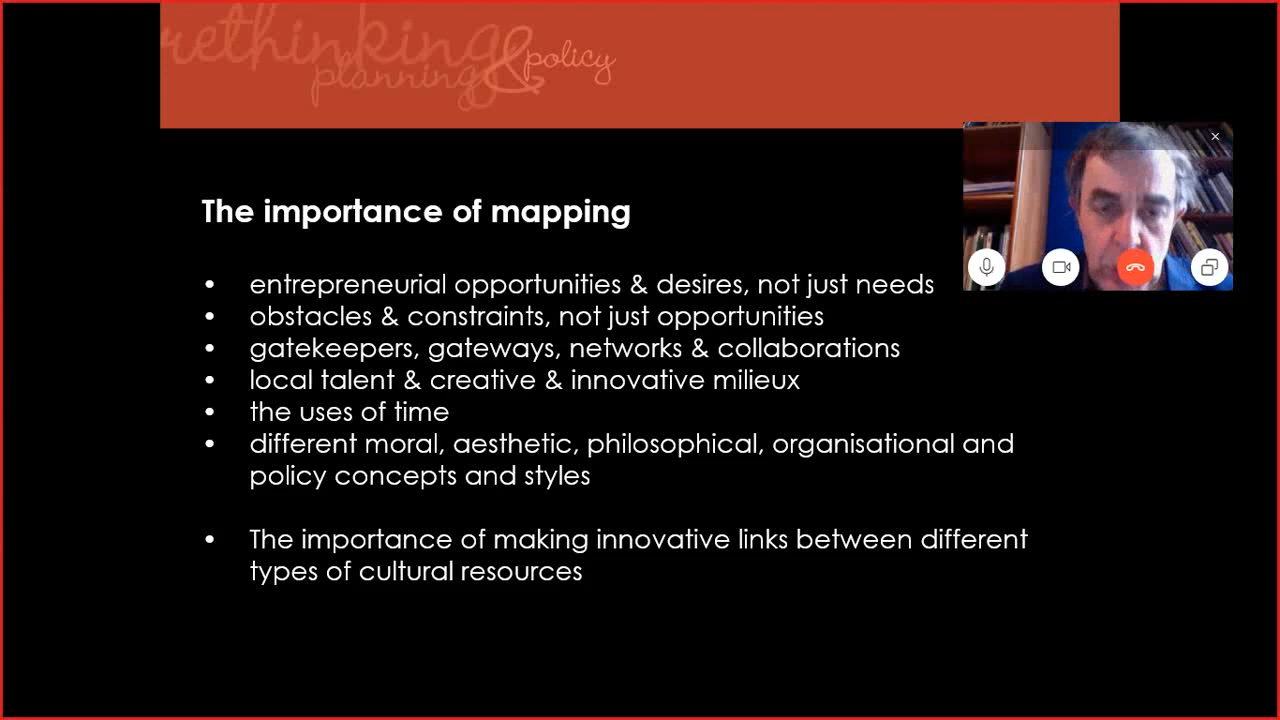 rethinking
planning & policy
The importance of mapping
• entrepreneurial opportunities & desires, not just needs
• obstacles & constraints, not just opportunities
• gatekeepers, gateways, networks & collaborations
• local talent & creative & innovative milieux
• the uses of time
• different moral, aesthetic, philosophical, organisational and
policy concepts and styles
• The importance of making innovative links between different
types of cultural resources